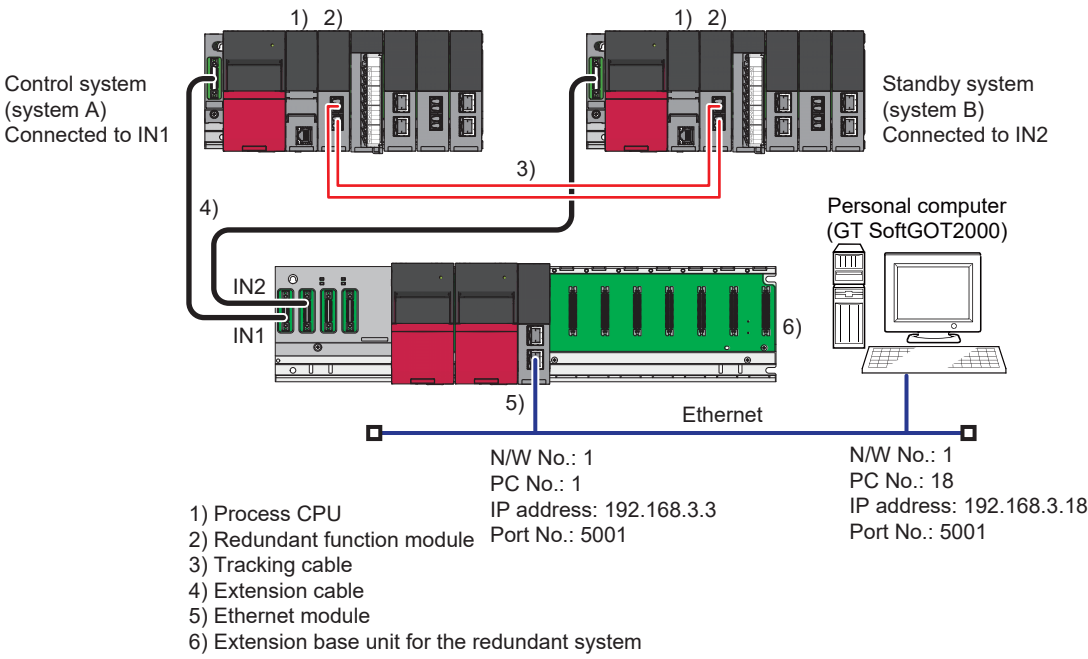 1) 2)
1) 2)
Control system
(system A)
Connected to IN1
Standby system
(system B)
Connected to IN2
3)
4)
Personal computer
(GT SoftGOT2000)
IN2
IN1
6)
5)
Ethernet
N/W No.: 1
PC No.: 1
IP address: 192.168.3.3
Port No.: 5001
N/W No.: 1
PC No.: 18
IP address: 192.168.3.18
Port No.: 5001
1) Process CPU
2) Redundant function module
3) Tracking cable
4) Extension cable
5) Ethernet module
6) Extension base unit for the redundant system